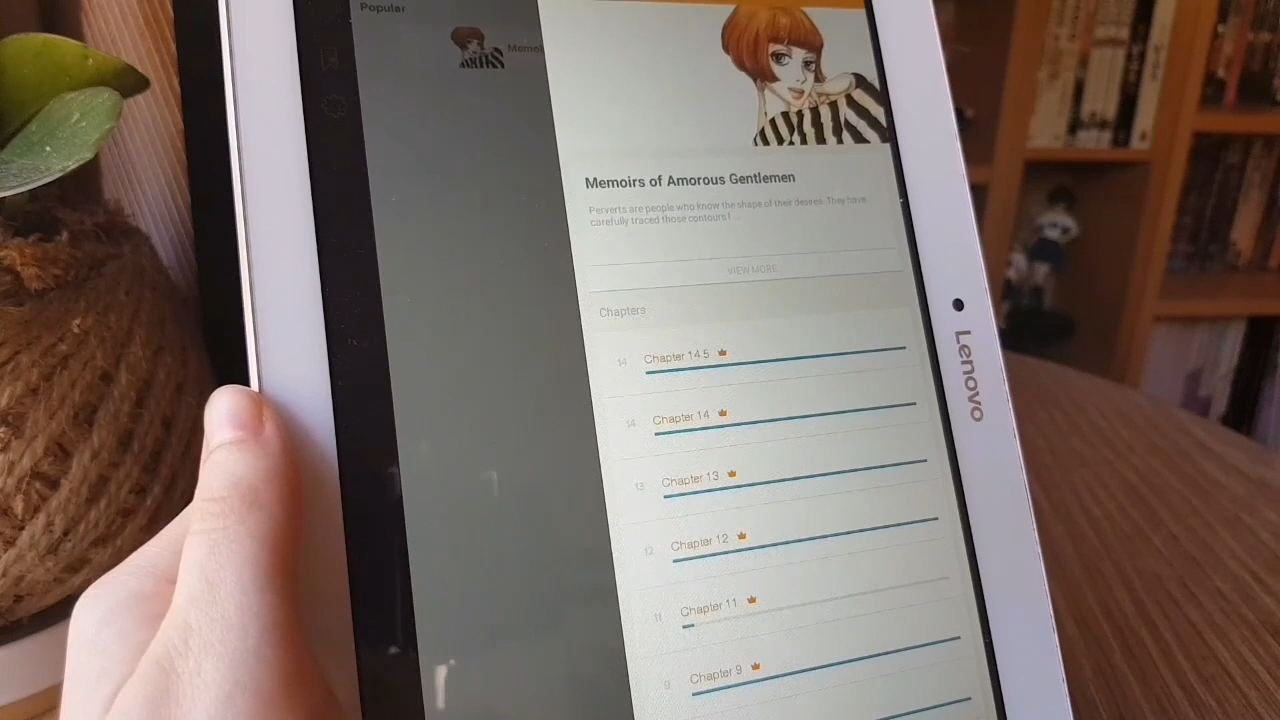 Popular
Memoi
Memoirs of Amorous Gentlemen
Perverts are people who know the shape of their desires. They have
carefully traced those contours f ...
VIEW MORE
Chapters
14 Chapter 14.5
14 Chapter 14
13 Chapter 13
12 Chapter 12
11 Chapter 11
9 Chapter 9
Lenovo